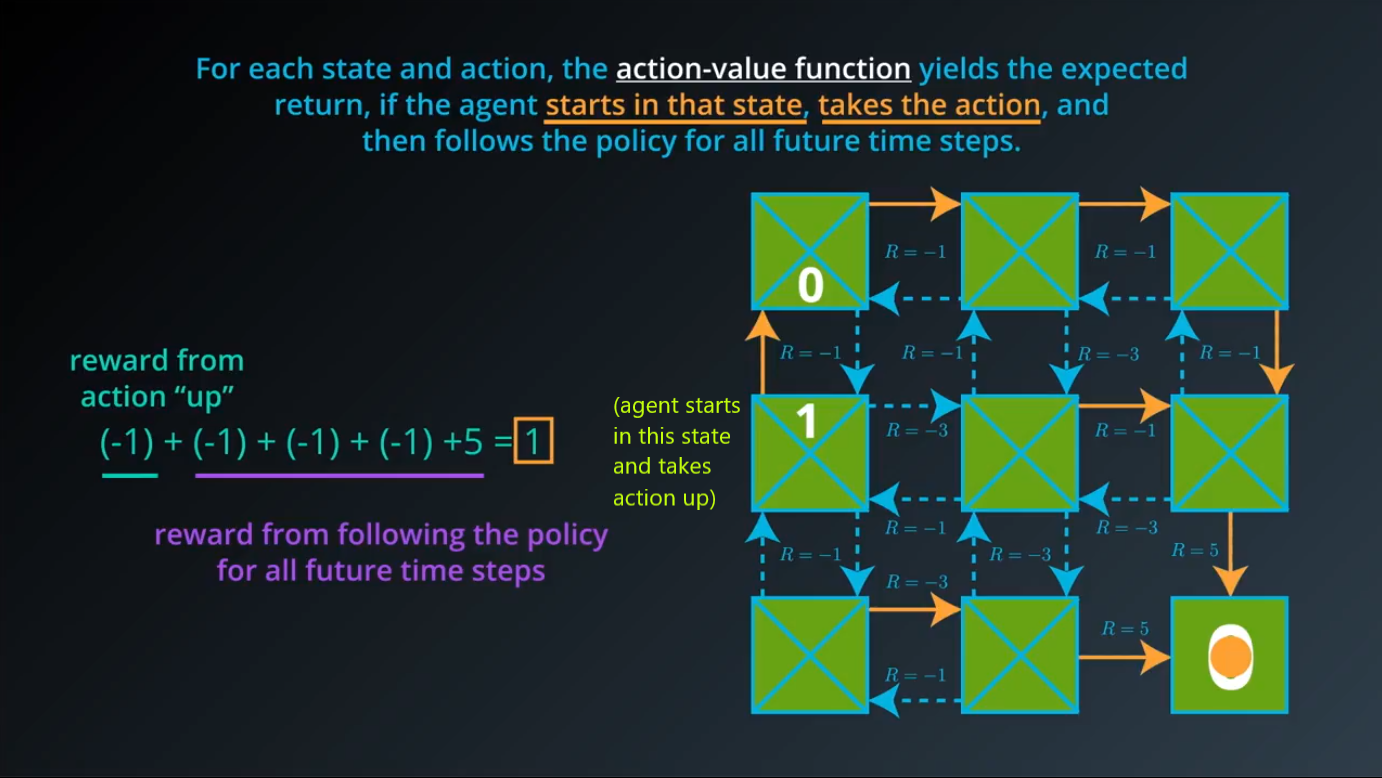 For each state and action, the action-value function yields the expected
return, if the agent starts in that state, takes the action, and
then follows the policy for all future time steps.
R = −1
R = −1
0
reward from
action “up”
R = −1
R = −1
R = −3
R = −1
(-1) + (-1) + (-1) + (-1) +5 = 1
(agent starts
in this state
and takes
action up)
1
R = −3
R = −1
reward from following the policy
for all future time steps
R = −1
R = −3
R = −1
R = −3
R = 5
R = −3
R = 5
0
R = −1